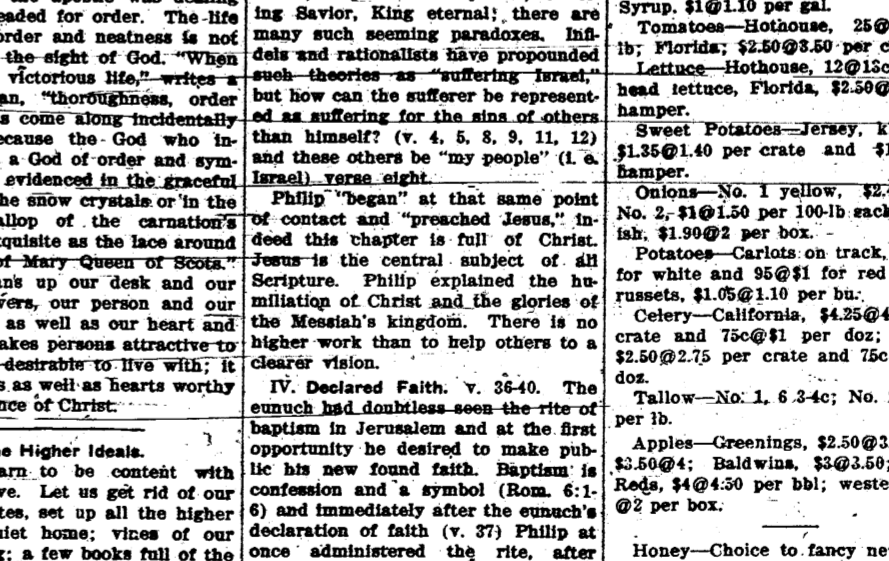 eaded for order. The life
order and neatness is not
the sight of God. "When
victorious life," writes a
an, "thoroughness, order
s come along incidentally
ecause the God who in-
a God of order and sym-
evidenced in the graceful
he snow crystals or in the
allop of the carnation's
quisite as the lace around
of Mary Queen of Scots."
an's up our desk and our
vers, our person and our
as well as our heart and
akes persons attractive to
desirable to live with; it
s as well as hearts worthy
nce of Christ.
e Higher Ideals.
arn to be content with
ve. Let us get rid of our
tes, set up all the higher
uiet home; vines of our
g; a few books full of the
ing Savior, King eternal; there are
many such seeming paradoxes. Infi-
dels and rationalists have propounded
such theories as "suffering Israel,"
but how can the sufferer be represent-
ed as suffering for the sins of others
than himself? (v. 4, 5, 8, 9, 11, 12)
and these others be "my people" (i. e.
Israel) verse eight.
Philip "began" at that same point
of contact and "preached Jesus," in-
deed this chapter is full of Christ.
Jesus is the central subject of all
Scripture. Philip explained the hu-
miliation of Christ and the glories of
the Messiah's kingdom. There is no
higher work than to help others to a
clearer vision.
IV. Declared Faith. v. 36-40. The
eunuch had doubtless seen the rite of
baptism in Jerusalem and at the first
opportunity he desired to make pub-
lic his new found faith. Baptism is
confession and a symbol (Rom. 6:1-
6) and immediately after the eunuch's
declaration of faith (v. 37) Philip at
once administered the rite, after
Syrup, $1@1.10 per gal.
Tomatoes—Hothouse, 25@
lb; Florida; $2.50@3.50 per c
Lettuce—Hothouse, 12@13c
head lettuce, Florida, $2.50@
hamper.
Sweet Potatoes—Jersey, k
$1.35@1.40 per crate and $1
hamper.
Onions—No. 1 yellow, $2.
No. 2, $1@1.50 per 100-lb sack
ish, $1.90@2 per box.
Potatoes—Carlots on track,
for white and 95@$1 for red
russets, $1.05@1.10 per bu.
Celery—California, $4.25@4
crate and 75c@$1 per doz;
$2.50@2.75 per crate and 75c
doz.
Tallow—No. 1, 6 3-4c; No.
per lb.
Apples—Greenings, $2.50@3
$3.50@4; Baldwins, $3@3.50;
Reds, $4@4.50 per bbl; weste
@2 per box.
Honey—Choice to fancy ne